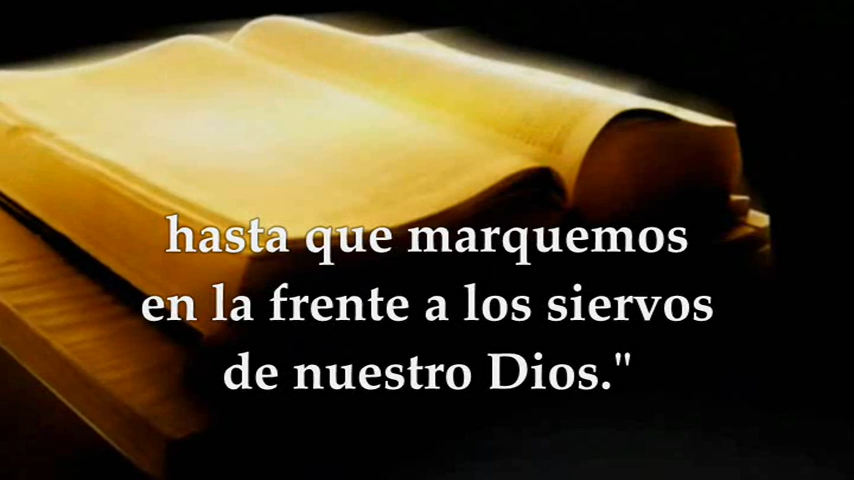 hasta que marquemos
en la frente a los siervos
de nuestro Dios."